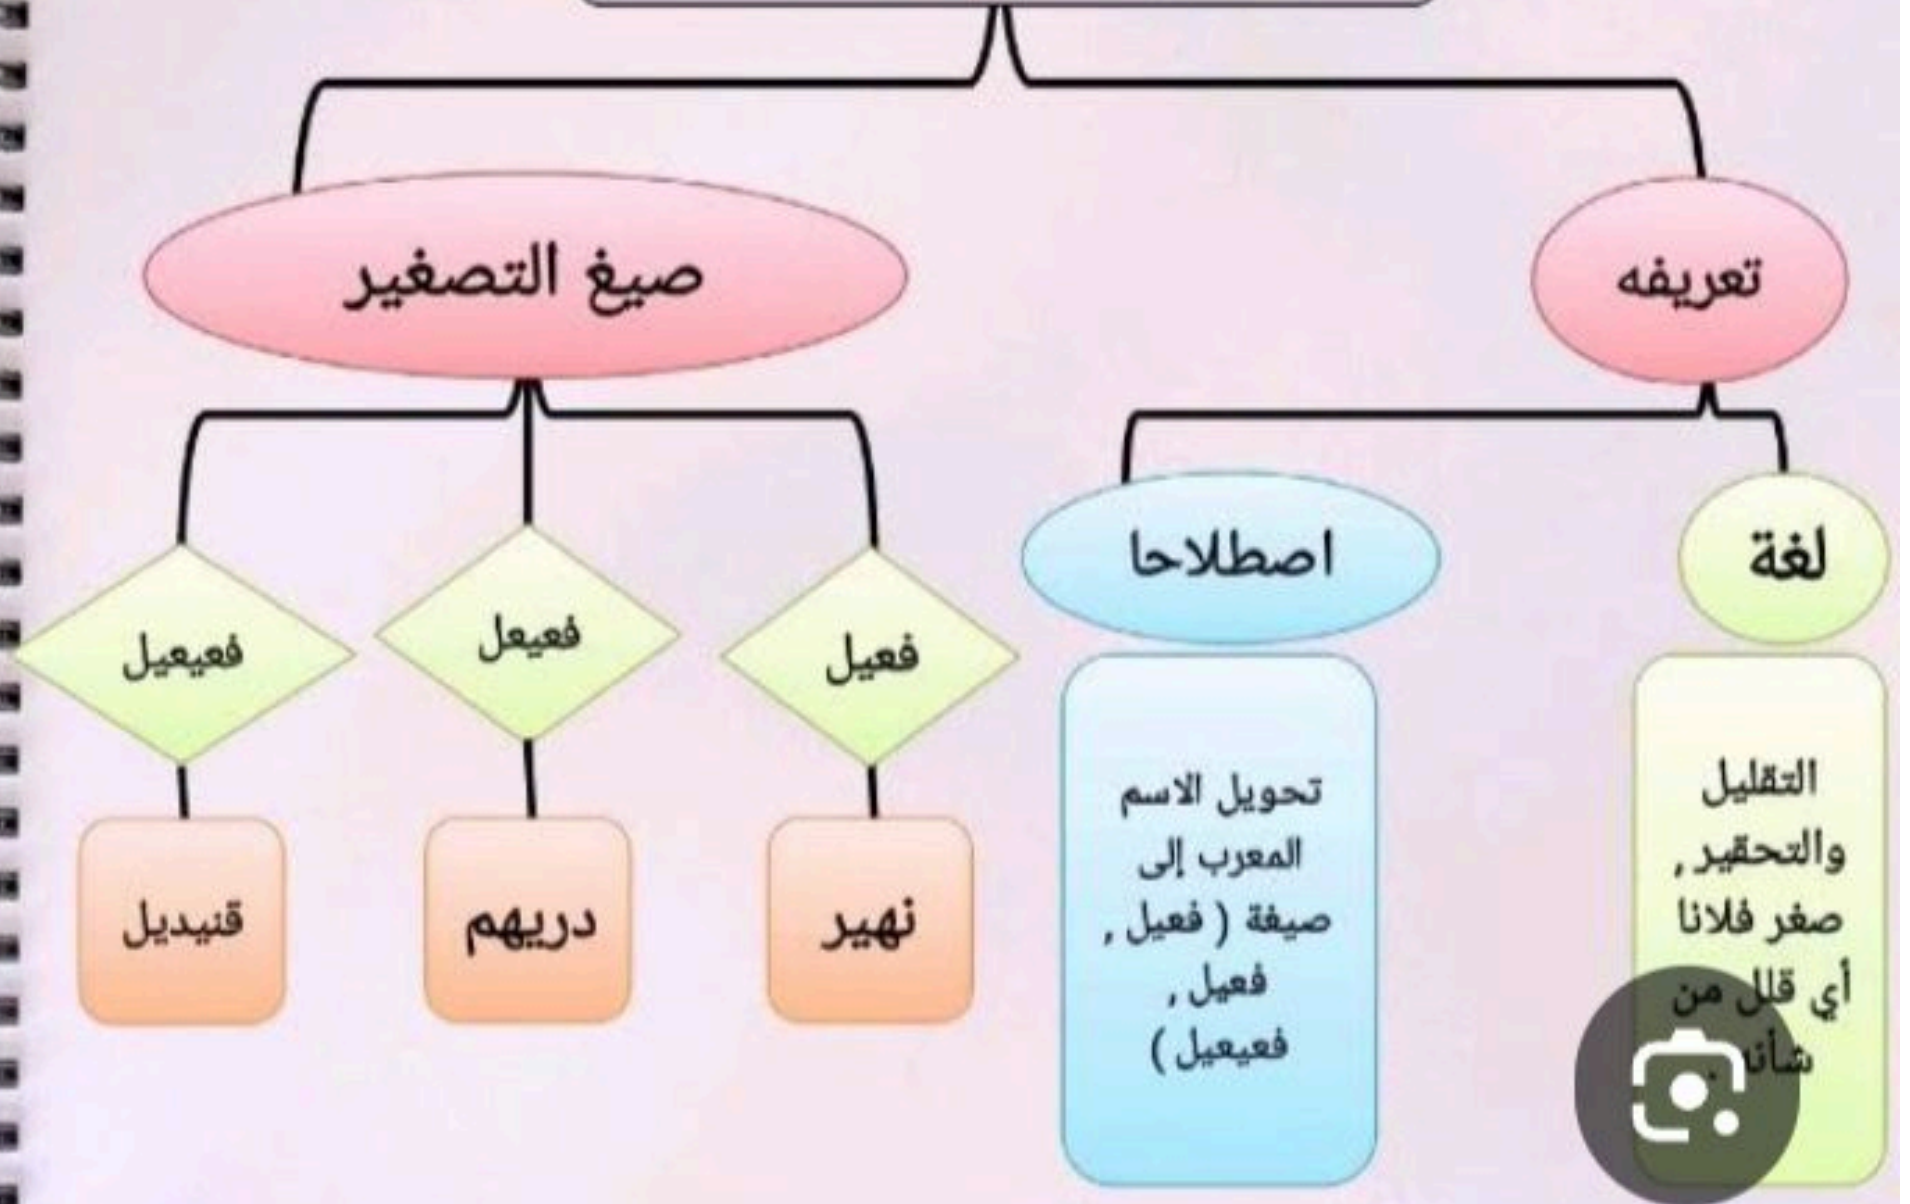 تعريفه
صيغ التصغير
لغة
اصطلاحا
التقليل
والتحقير ,
صغر فلانا
أي قلل من
شأنه .
تحويل الاسم
المعرب إلى
صيغة ( فعيل ,
فعيل ,
فعيعيل )
فعيل
فعيعل
فعيعيل
نهير
دريهم
قنيديل